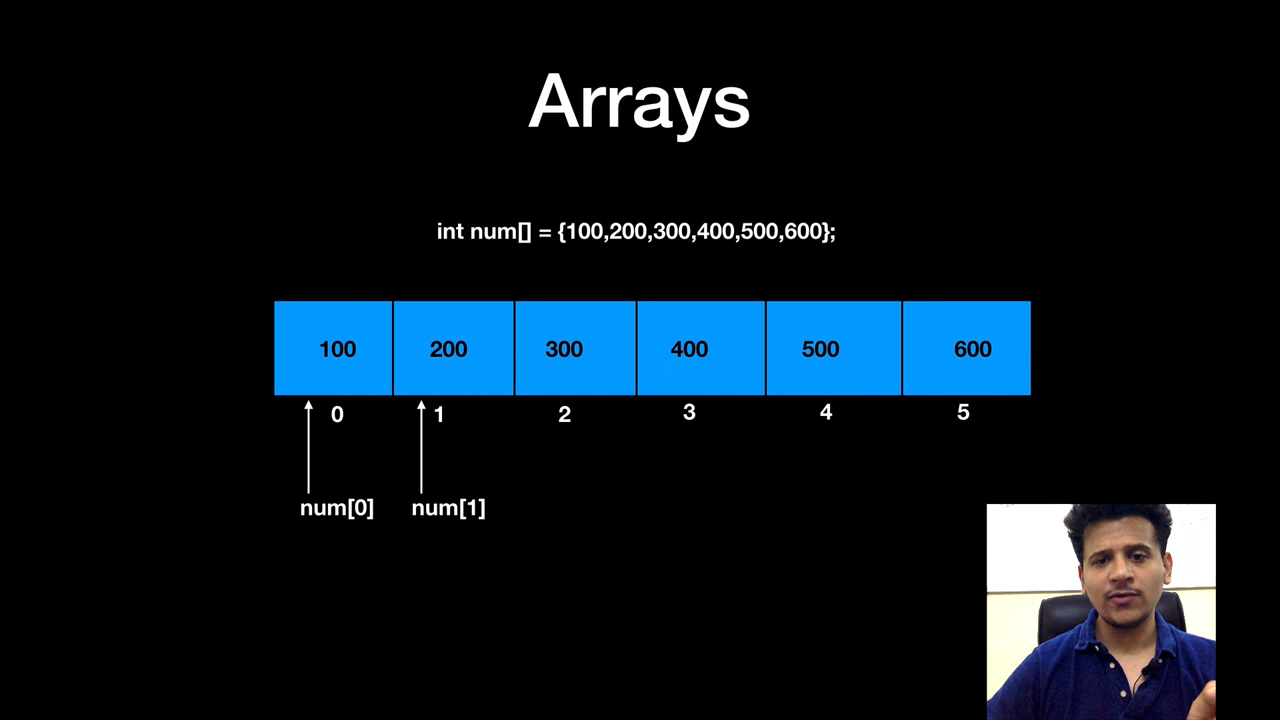 Arrays
int num[] = {100,200,300,400,500,600};
100 200 300 400 500 600
0 1 2 3 4 5
num[0] num[1]